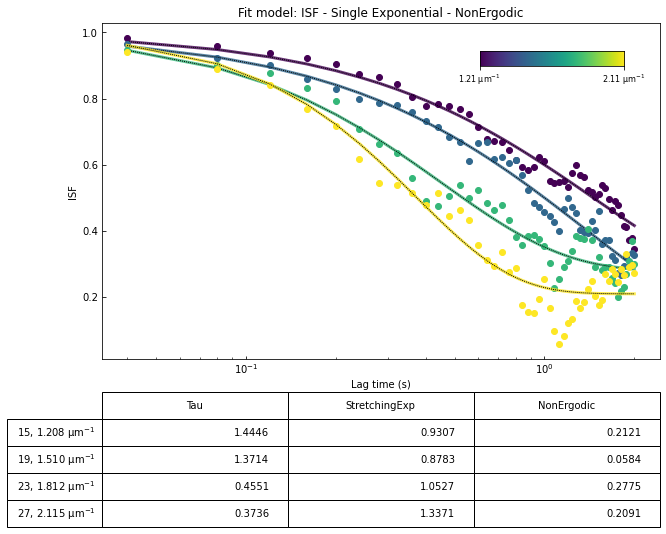 Fit model: ISF - Single Exponential - NonErgodic
1.0
0.8
0.6
0.4
0.2
ISF
1.21 μm⁻¹ 2.11 μm⁻¹
10⁻¹ 10⁰
Lag time (s)
Tau StretchingExp NonErgodic
15, 1.208 μm⁻¹ 1.4446 0.9307 0.2121
19, 1.510 μm⁻¹ 1.3714 0.8783 0.0584
23, 1.812 μm⁻¹ 0.4551 1.0527 0.2775
27, 2.115 μm⁻¹ 0.3736 1.3371 0.2091